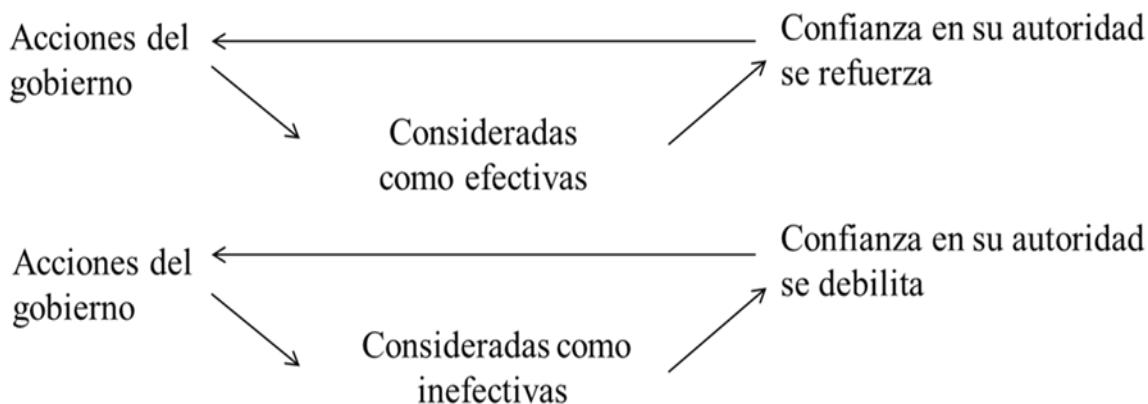 Acciones del
gobierno
Confianza en su autoridad
se refuerza
Consideradas
como efectivas
Acciones del
gobierno
Confianza en su autoridad
se debilita
Consideradas como
inefectivas